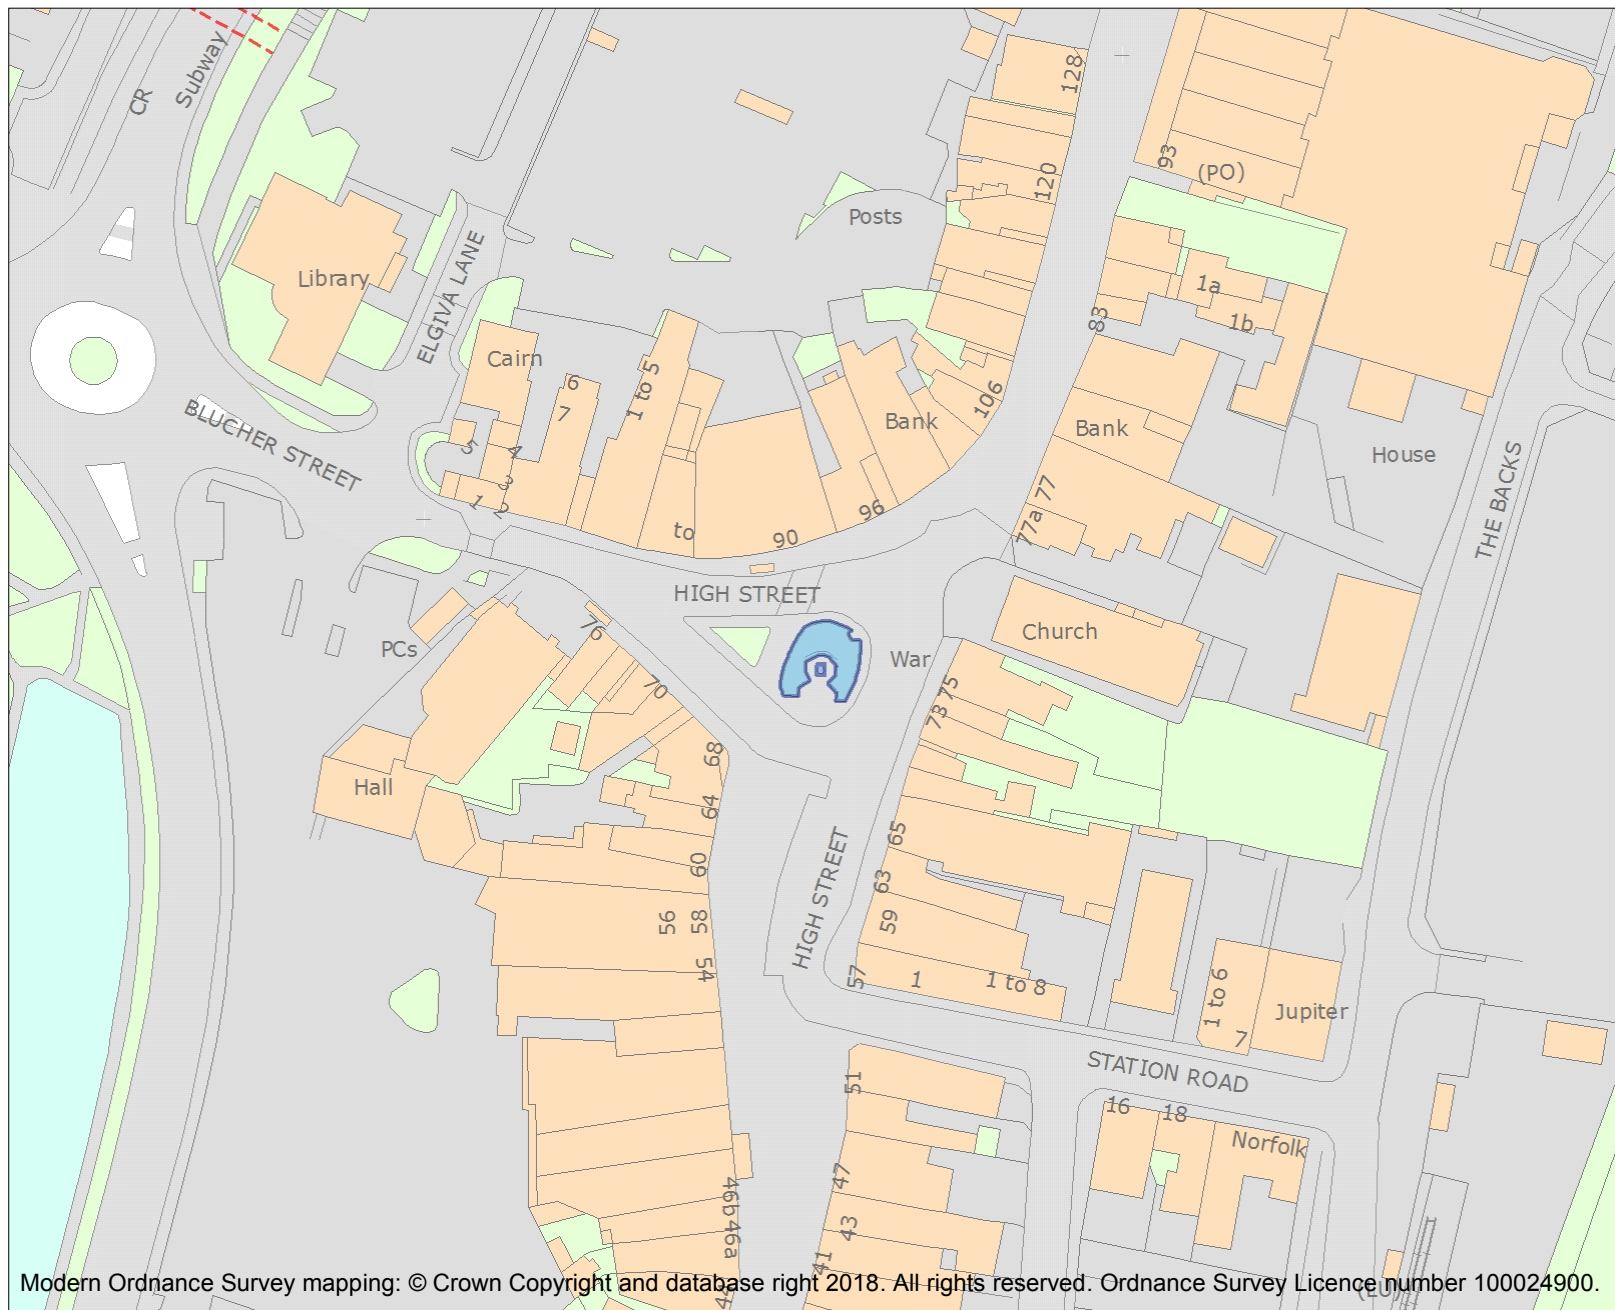 Subway
CR
128
93
(PO)
120
Posts
Library
ELGIVA LANE
1a
1b
83
Cairn
6
7
1 to 5
106
Bank
Bank
House
BLUCHER STREET
5
4
3
1
2
THE BACKS
77
77a
96
90
to
HIGH STREET
76
PCs
Church
War
70
75
73
68
64
Hall
65
60
63
HIGH STREET
56
58
59
54
57
1
1 to 8
1 to 6
7
Jupiter
STATION ROAD
51
16
18
Norfolk
47
46b
46a
43
41
(EU)
Modern Ordnance Survey mapping: © Crown Copyright and database right 2018. All rights reserved. Ordnance Survey Licence number 100024900.